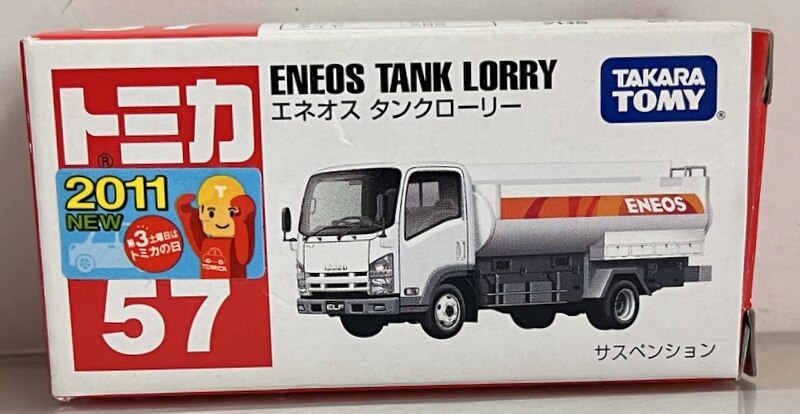 ENEOS TANK LORRY
エネオス タンクローリー
TAKARA
TOMY®
トミカ
®
2011
NEW
T
第3土曜日は
トミカの日
TOMICA
57
ENEOS
ISUZU
ELF
サスペンション